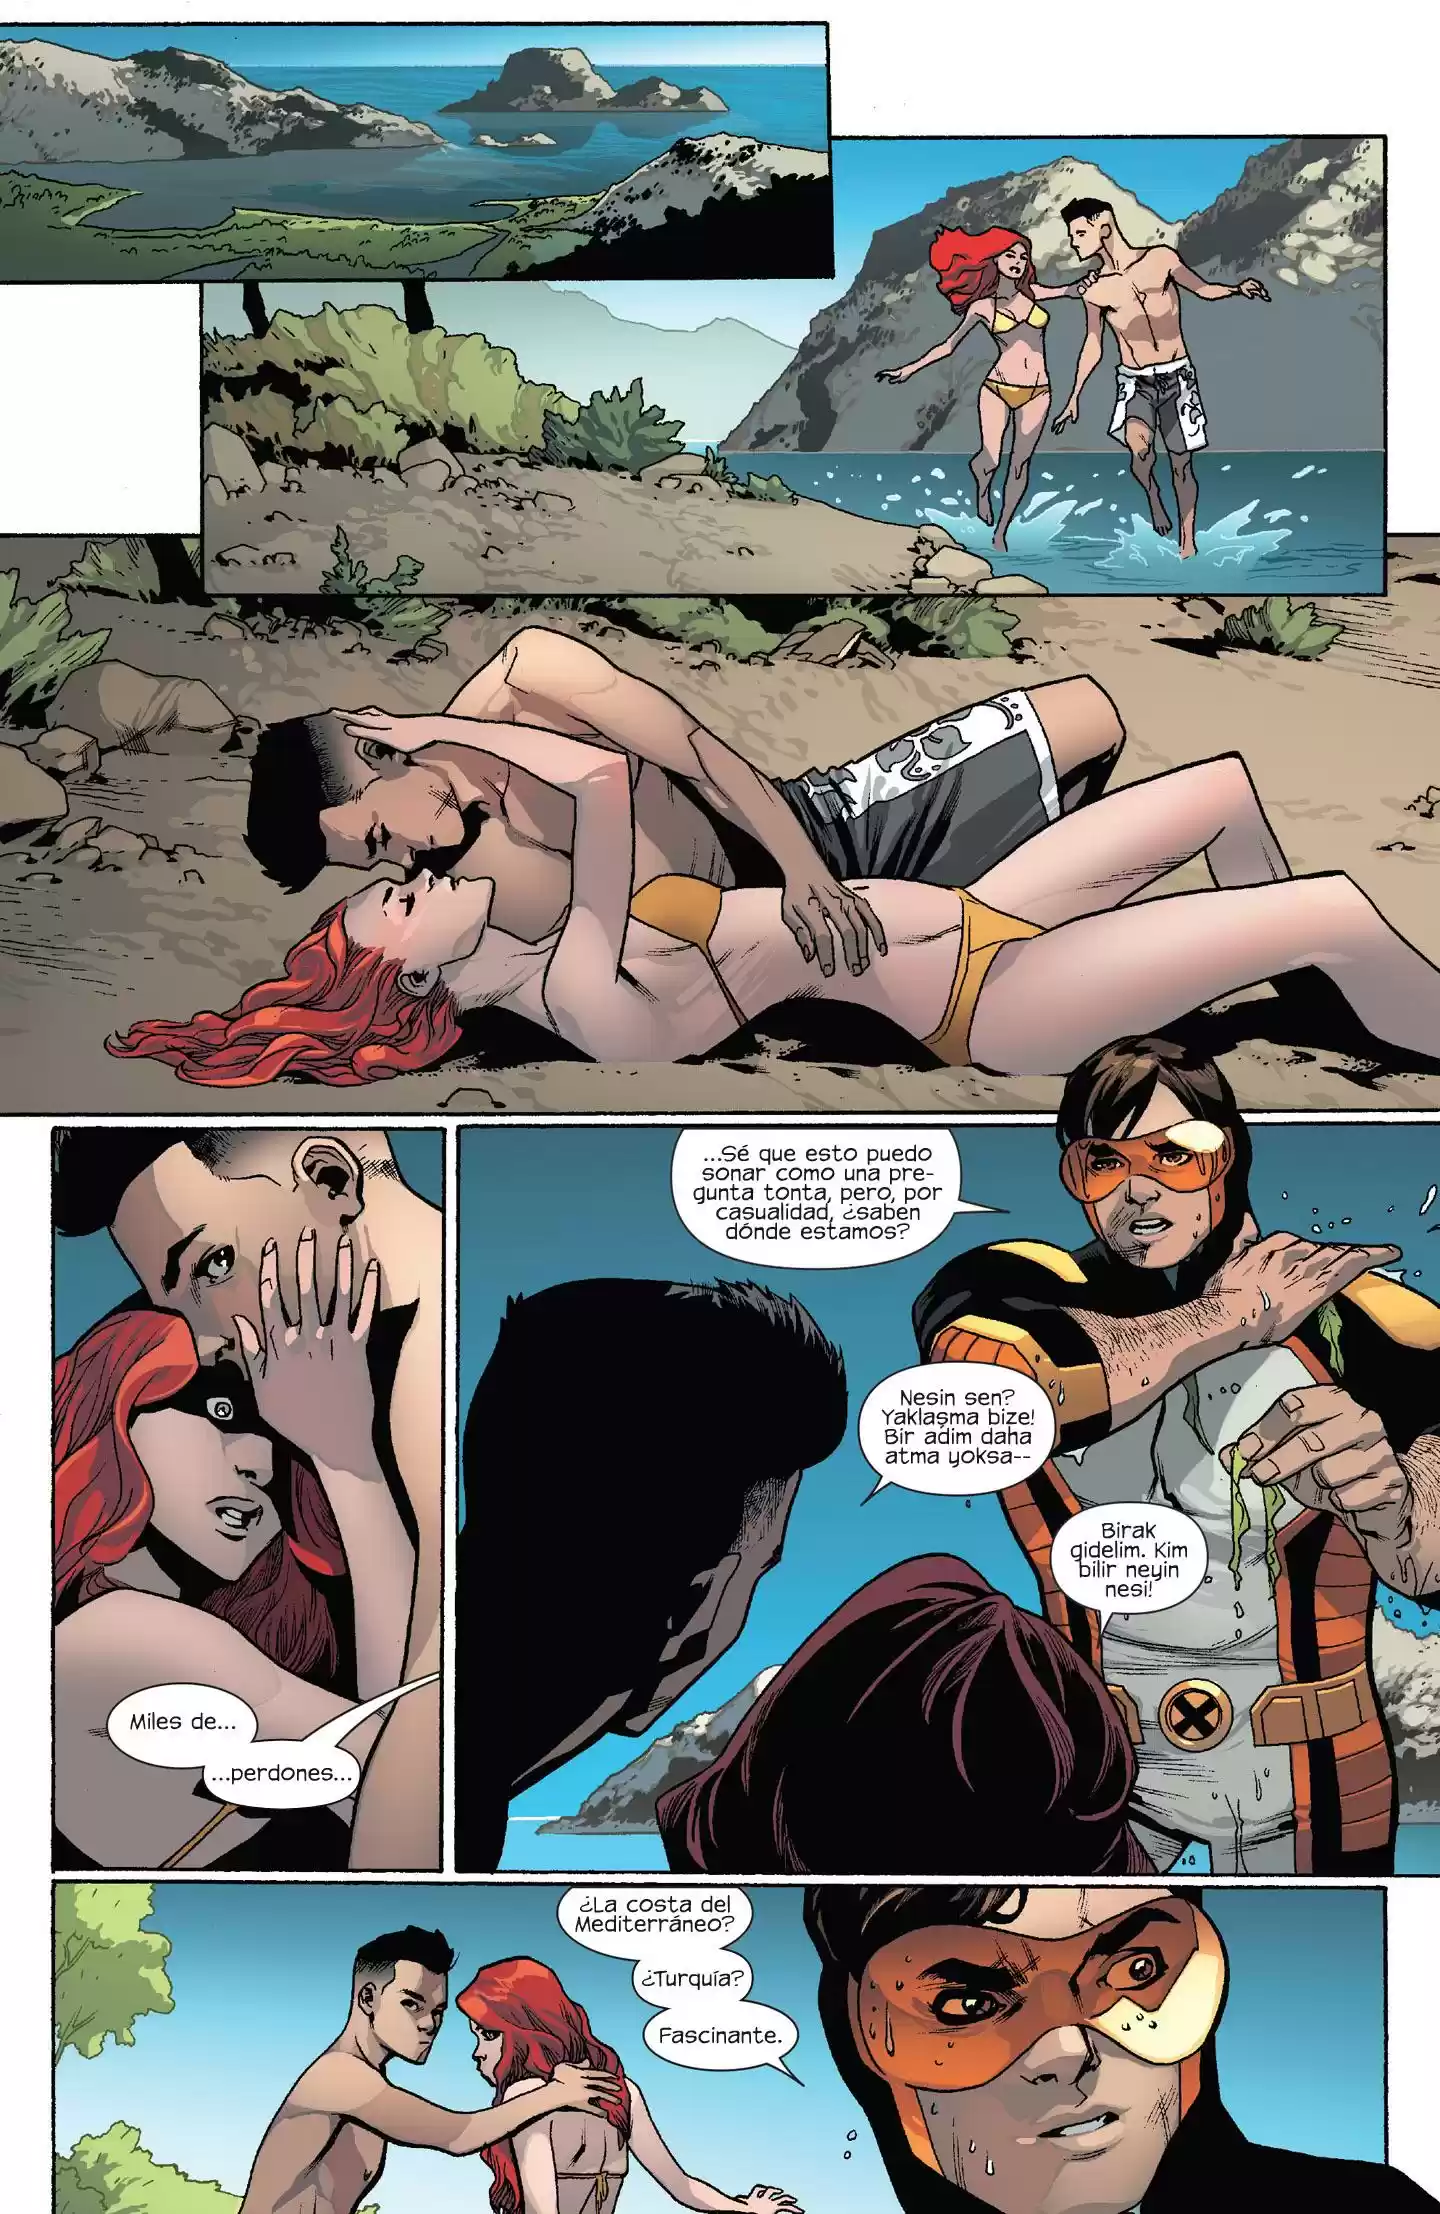 ...Sé que esto puedo
sonar como una pre-
gunta tonta, pero, por
casualidad, ¿saben
dónde estamos?
Nesin sen?
Yaklaşma bize!
Bir adim daha
atma yoksa--
Birak
gidelim. Kim
bilir neyin
nesi!
Miles de...
...perdones...
¿La costa del
Mediterráneo?
¿Turquía?
Fascinante.